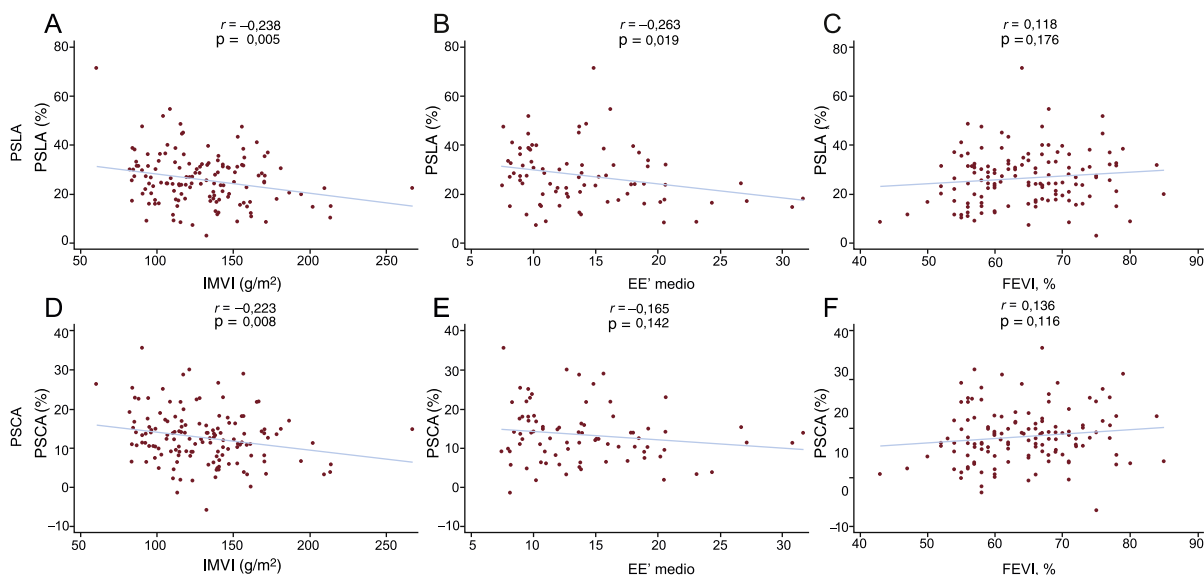 A
r = –0,238
p = 0,005
80
60
40
20
0
PSLA
PSLA (%)
50
100
150
200
250
IMVI (g/m²)
B
r = –0,263
p = 0,019
80
60
40
20
0
PSLA (%)
5
10
15
20
25
30
EE' medio
C
r = 0,118
p = 0,176
80
60
40
20
0
PSLA (%)
40
50
60
70
80
90
FEVI, %
D
r = –0,223
p = 0,008
40
30
20
10
0
–10
PSCA
PSCA (%)
50
100
150
200
250
IMVI (g/m²)
E
r = –0,165
p = 0,142
40
30
20
10
0
–10
PSCA (%)
5
10
15
20
25
30
EE' medio
F
r = 0,136
p = 0,116
40
30
20
10
0
–10
PSCA (%)
40
50
60
70
80
90
FEVI, %